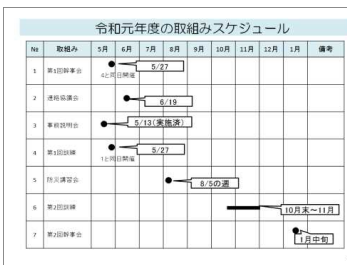 令和元年度の取組みスケジュール
№ 取組み 5月 6月 7月 8月 9月 10月 11月 12月 1月 備考
1 第1回幹事会 5/27
4と同日開催
2 連絡協議会 6/19
3 事前説明会 5/13(実施済)
4 第1回訓練 5/27
1と同日開催
5 防災講習会 8/5の週
6 第2回訓練 10月末～11月
7 第2回幹事会 1月中旬